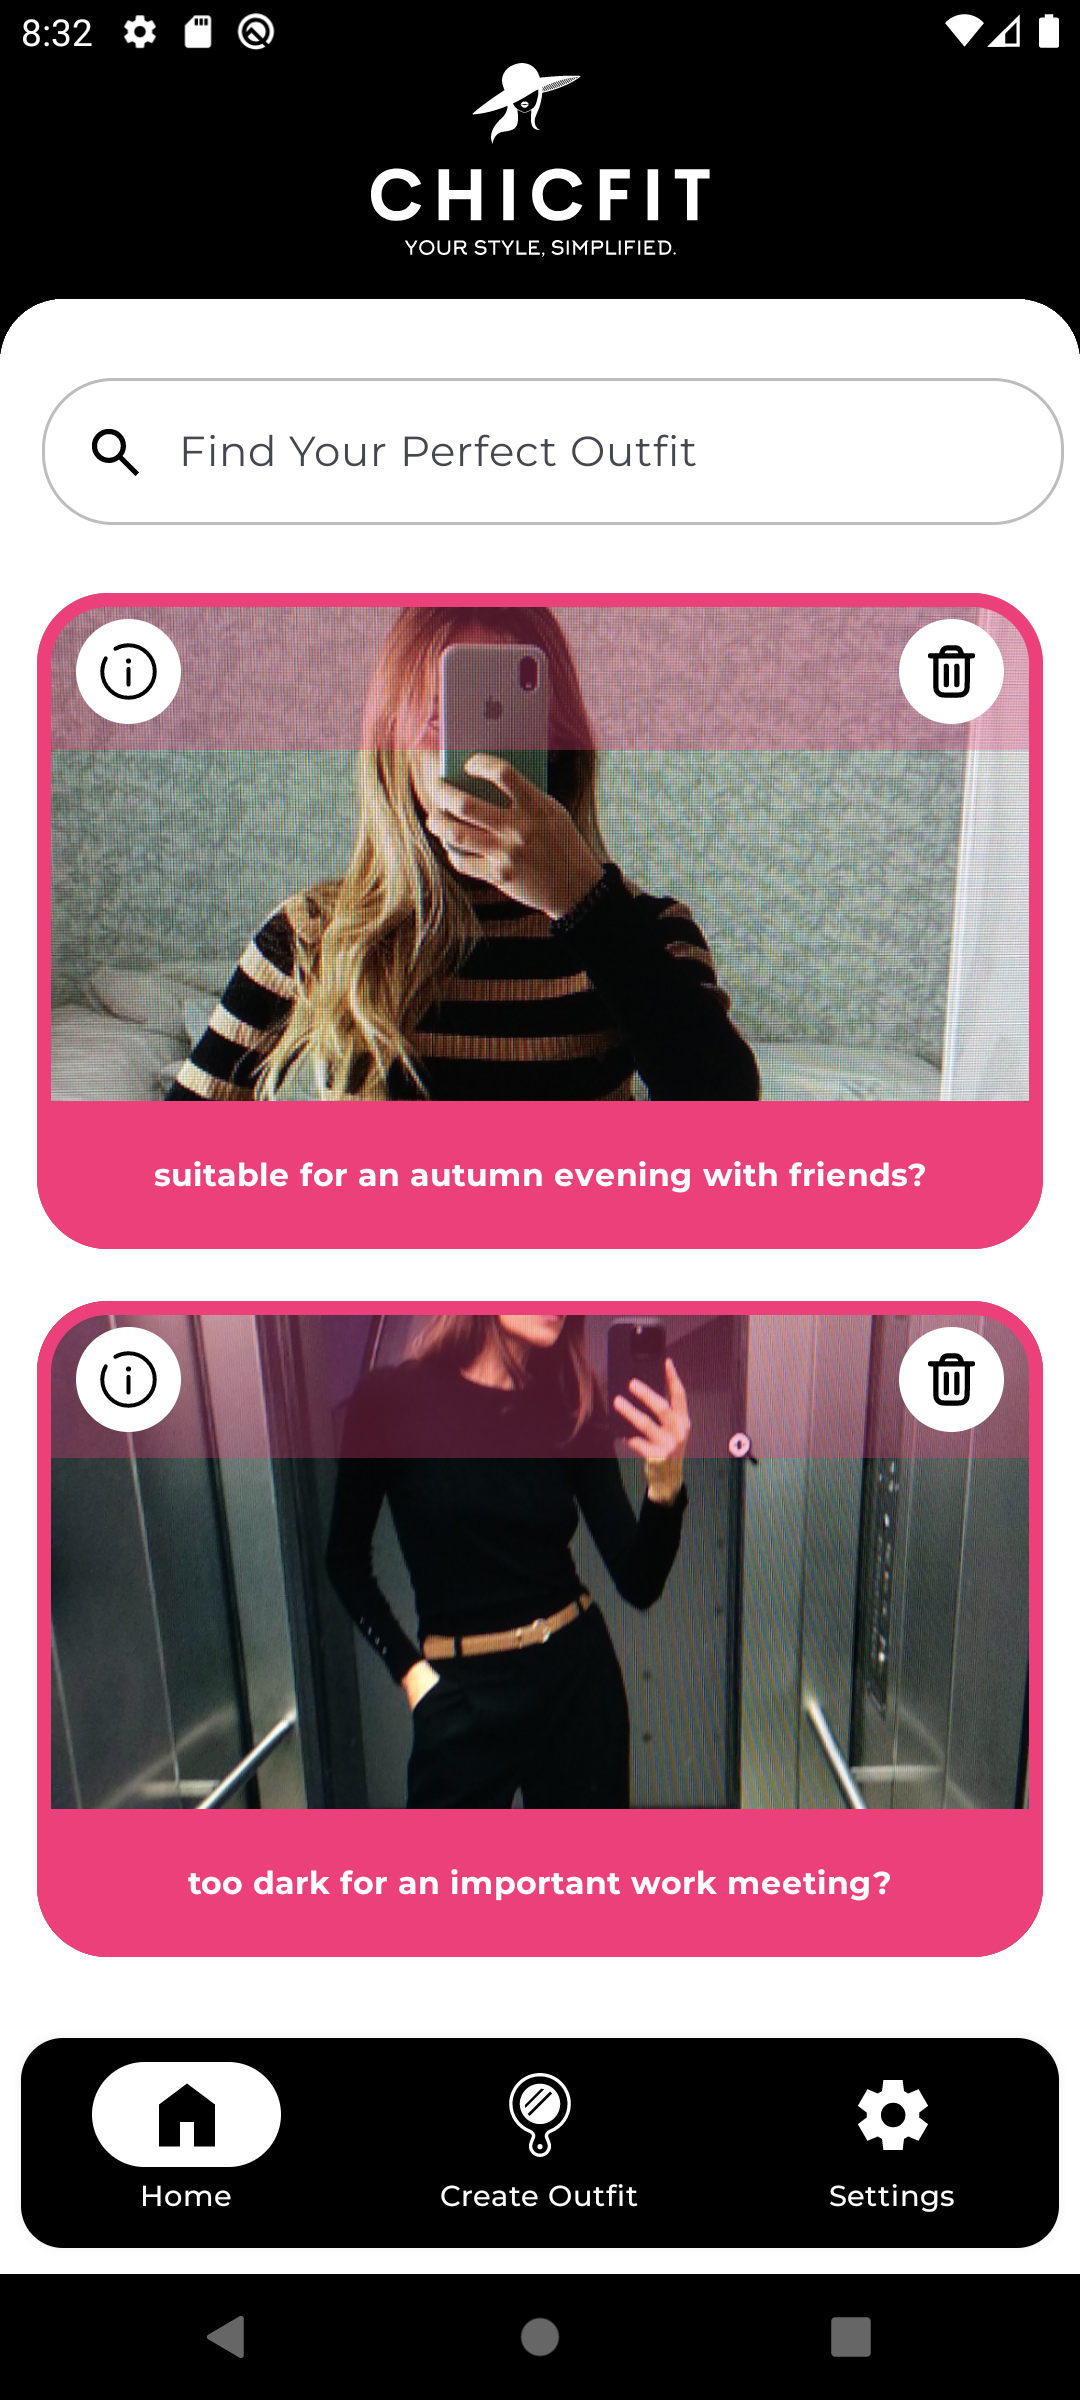 8:32
CHICFIT
YOUR STYLE, SIMPLIFIED.
Find Your Perfect Outfit
suitable for an autumn evening with friends?
too dark for an important work meeting?
Home
Create Outfit
Settings